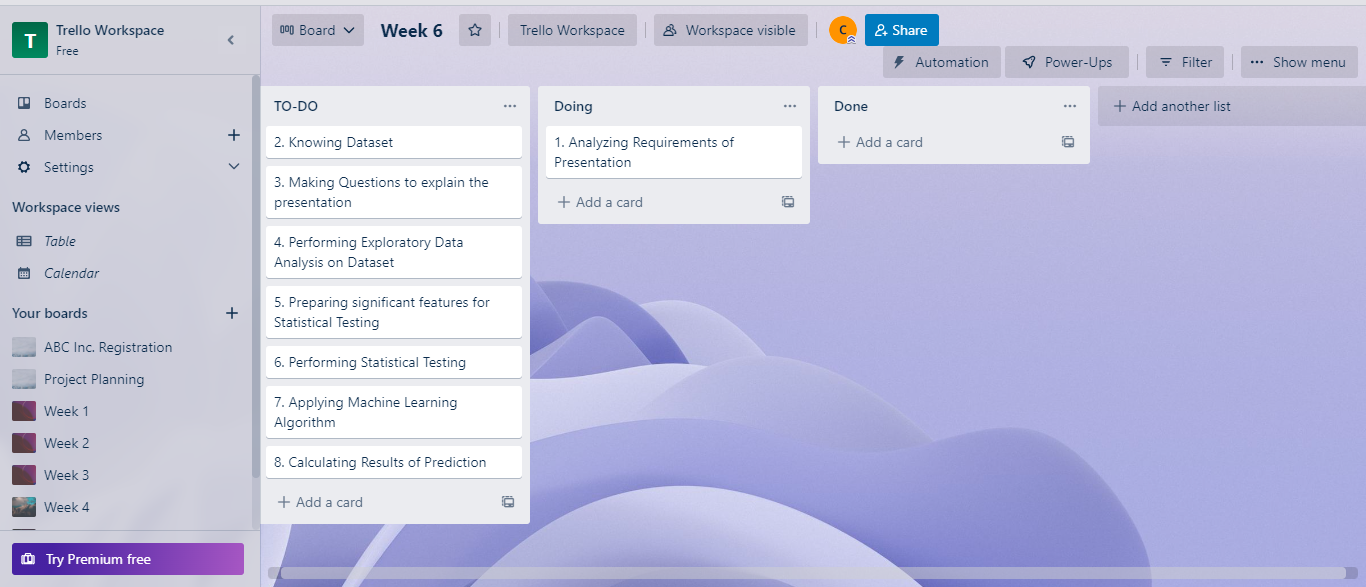 T
Trello Workspace
Free
Boards
Members
Settings
Workspace views
Table
Calendar
Your boards
ABC Inc. Registration
Project Planning
Week 1
Week 2
Week 3
Week 4
Try Premium free
Board
Week 6
Trello Workspace
Workspace visible
C
Share
Automation
Power-Ups
Filter
Show menu
TO-DO
2. Knowing Dataset
3. Making Questions to explain the
presentation
4. Performing Exploratory Data
Analysis on Dataset
5. Preparing significant features for
Statistical Testing
6. Performing Statistical Testing
7. Applying Machine Learning
Algorithm
8. Calculating Results of Prediction
Add a card
Doing
1. Analyzing Requirements of
Presentation
Add a card
Done
Add a card
Add another list